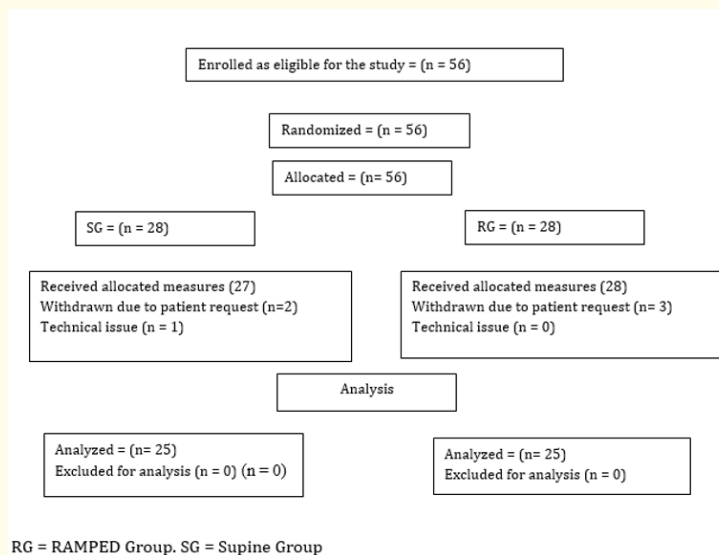 Enrolled as eligible for the study = (n = 56)
Randomized = (n = 56)
Allocated = (n= 56)
SG = (n = 28)
RG = (n = 28)
Received allocated measures (27)
Withdrawn due to patient request (n=2)
Technical issue (n = 1)
Received allocated measures (28)
Withdrawn due to patient request (n= 3)
Technical issue (n = 0)
Analysis
Analyzed = (n= 25)
Excluded for analysis (n = 0) (n = 0)
Analyzed = (n= 25)
Excluded for analysis (n = 0)
RG = RAMPED Group. SG = Supine Group